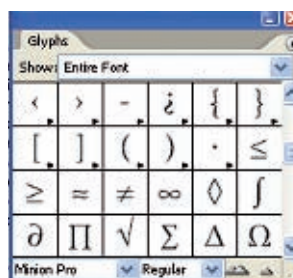 Glyphs
Show: Entire Font
‹ › - ¿ { }
[ ] ( ) · ≤
≥ ≈ ≠ ∞ ◊ ∫
∂ ∏ √ Σ Δ Ω
Minion Pro Regular